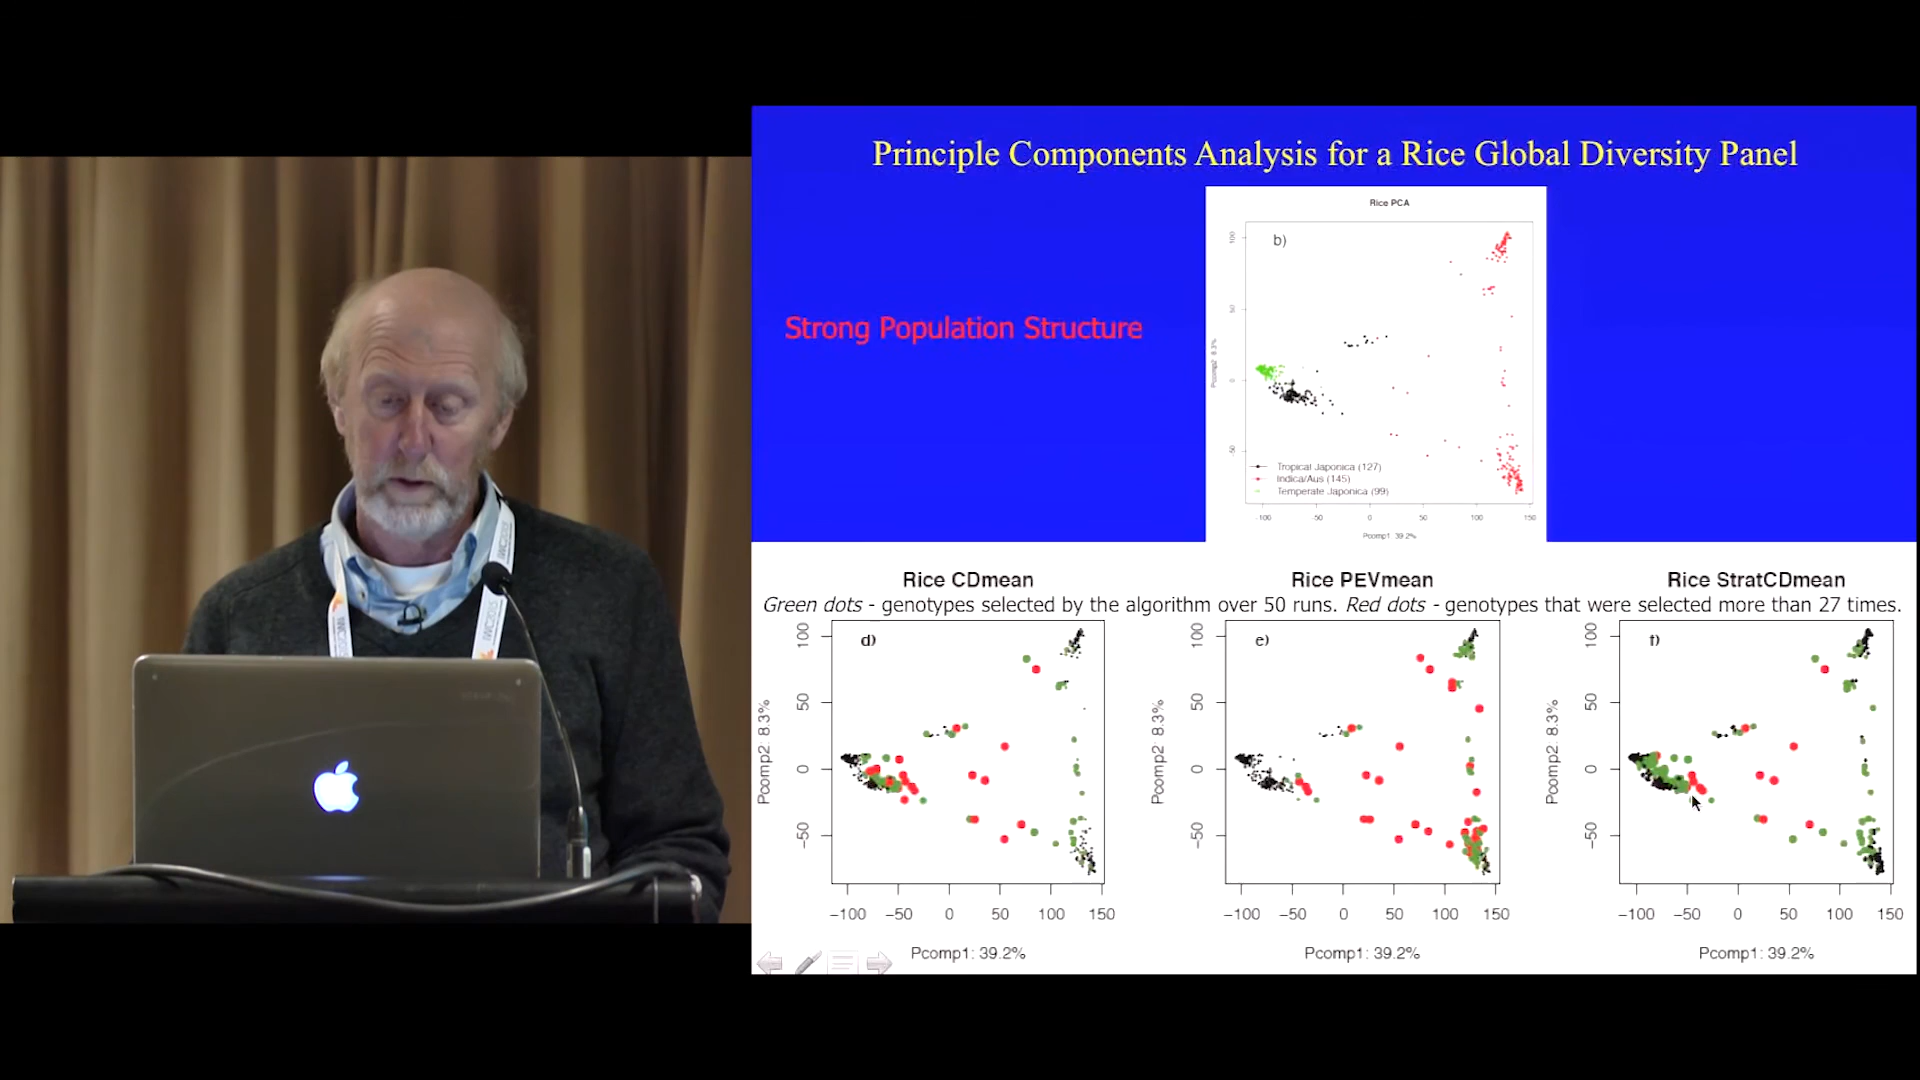 Principle Components Analysis for a Rice Global Diversity Panel
Rice PCA
b)
Strong Population Structure
100
50
0
-50
Pcomp2 8.3%
Tropical Japonica (127)
Indica/Aus (145)
Temperate Japonica (99)
-100 -50 0 50 100 150
Pcomp1 39.2%
Rice CDmean
Rice PEVmean
Rice StratCDmean
Green dots - genotypes selected by the algorithm over 50 runs. Red dots - genotypes that were selected more than 27 times.
d)
100
50
0
−50
Pcomp2 8.3%
−100 −50 0 50 100 150
Pcomp1: 39.2%
e)
100
50
0
−50
Pcomp2 8.3%
−100 −50 0 50 100 150
Pcomp1: 39.2%
f)
100
50
0
−50
Pcomp2 8.3%
−100 −50 0 50 100 150
Pcomp1: 39.2%